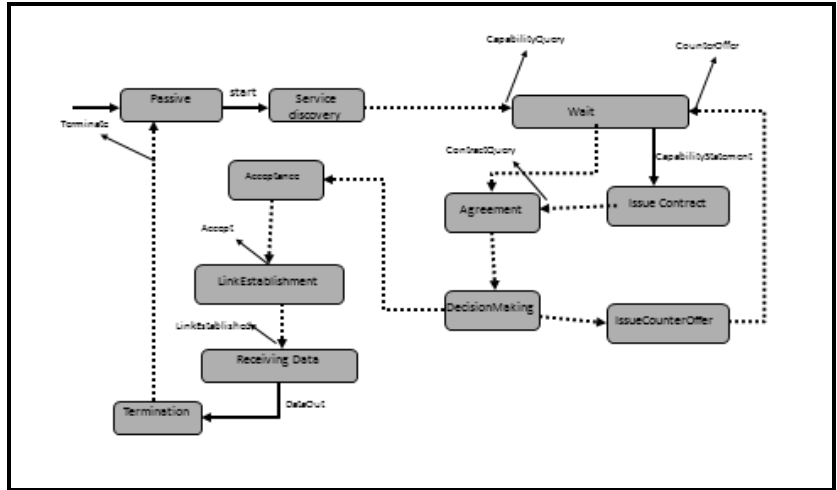 CapabilityQuery
CounterOffer
Passive
start
Service
discovery
Wait
Terminate
ContractQuery
CapabilityStatement
Acceptance
Agreement
Issue Contract
Accept
LinkEstablishment
DecisionMaking
IssueCounterOffer
LinkEstablished
Receiving Data
DataOut
Termination